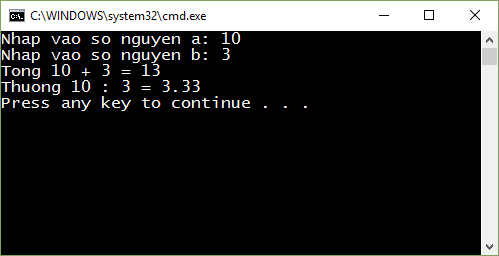 C:\WINDOWS\system32\cmd.exe
Nhap vao so nguyen a: 10
Nhap vao so nguyen b: 3
Tong 10 + 3 = 13
Thuong 10 : 3 = 3.33
Press any key to continue . . .